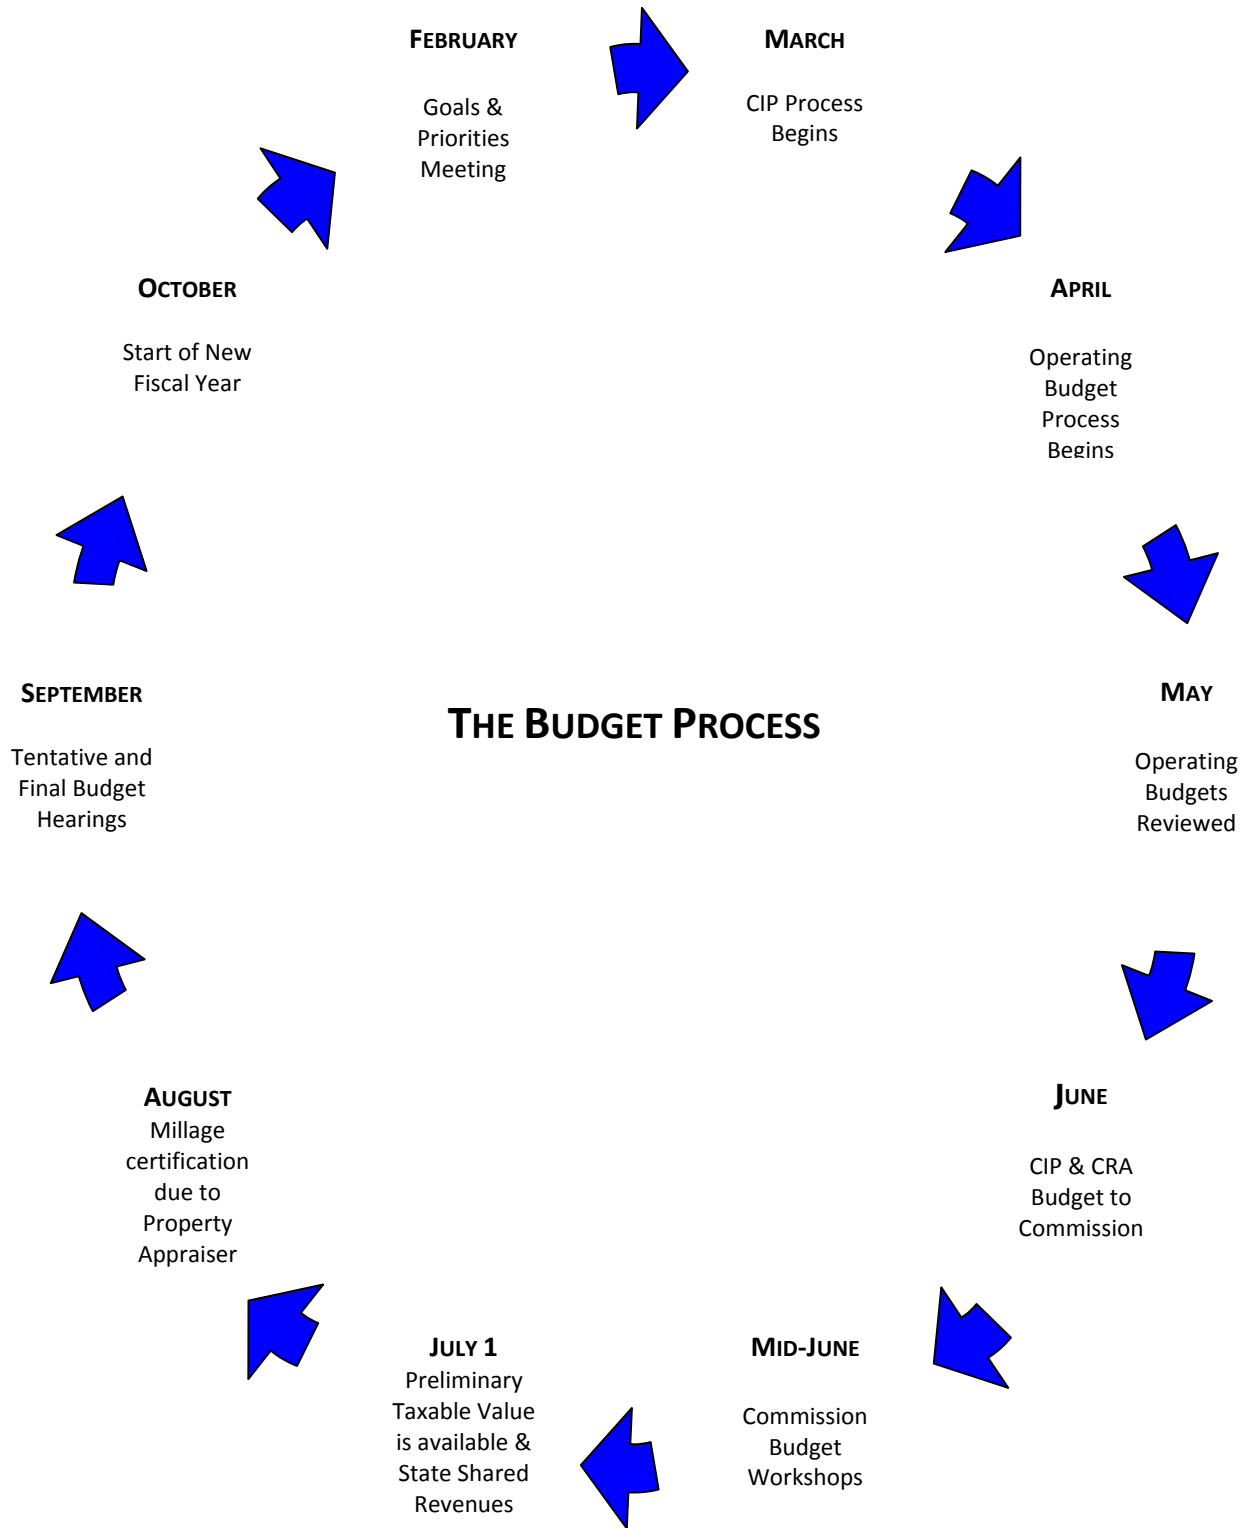 FEBRUARY
Goals &
Priorities
Meeting
MARCH
CIP Process
Begins
APRIL
Operating
Budget
Process
Begins
MAY
Operating
Budgets
Reviewed
JUNE
CIP & CRA
Budget to
Commission
MID-JUNE
Commission
Budget
Workshops
JULY 1
Preliminary
Taxable Value
is available &
State Shared
Revenues
AUGUST
Millage
certification
due to
Property
Appraiser
SEPTEMBER
Tentative and
Final Budget
Hearings
OCTOBER
Start of New
Fiscal Year
THE BUDGET PROCESS